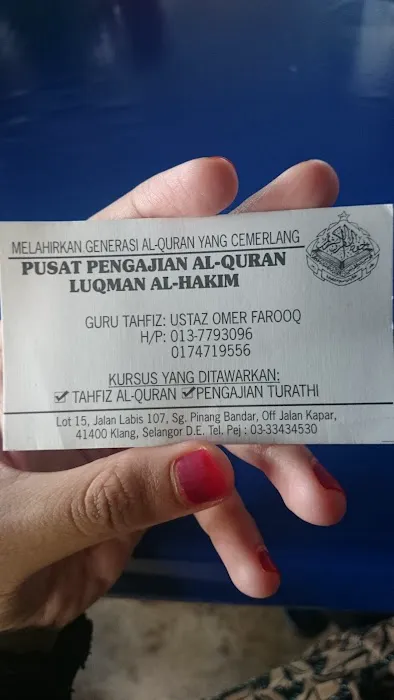 MELAHIRKAN GENERASI AL-QURAN YANG CEMERLANG
PUSAT PENGAJIAN AL-QURAN
LUQMAN AL-HAKIM
GURU TAHFIZ: USTAZ OMER FAROOQ
H/P: 013-7793096
0174719556
KURSUS YANG DITAWARKAN:
☑ TAHFIZ AL-QURAN ☑ PENGAJIAN TURATHI
Lot 15, Jalan Labis 107, Sg. Pinang Bandar, Off Jalan Kapar,
41400 Klang, Selangor D.E. Tel. Pej : 03-33434530